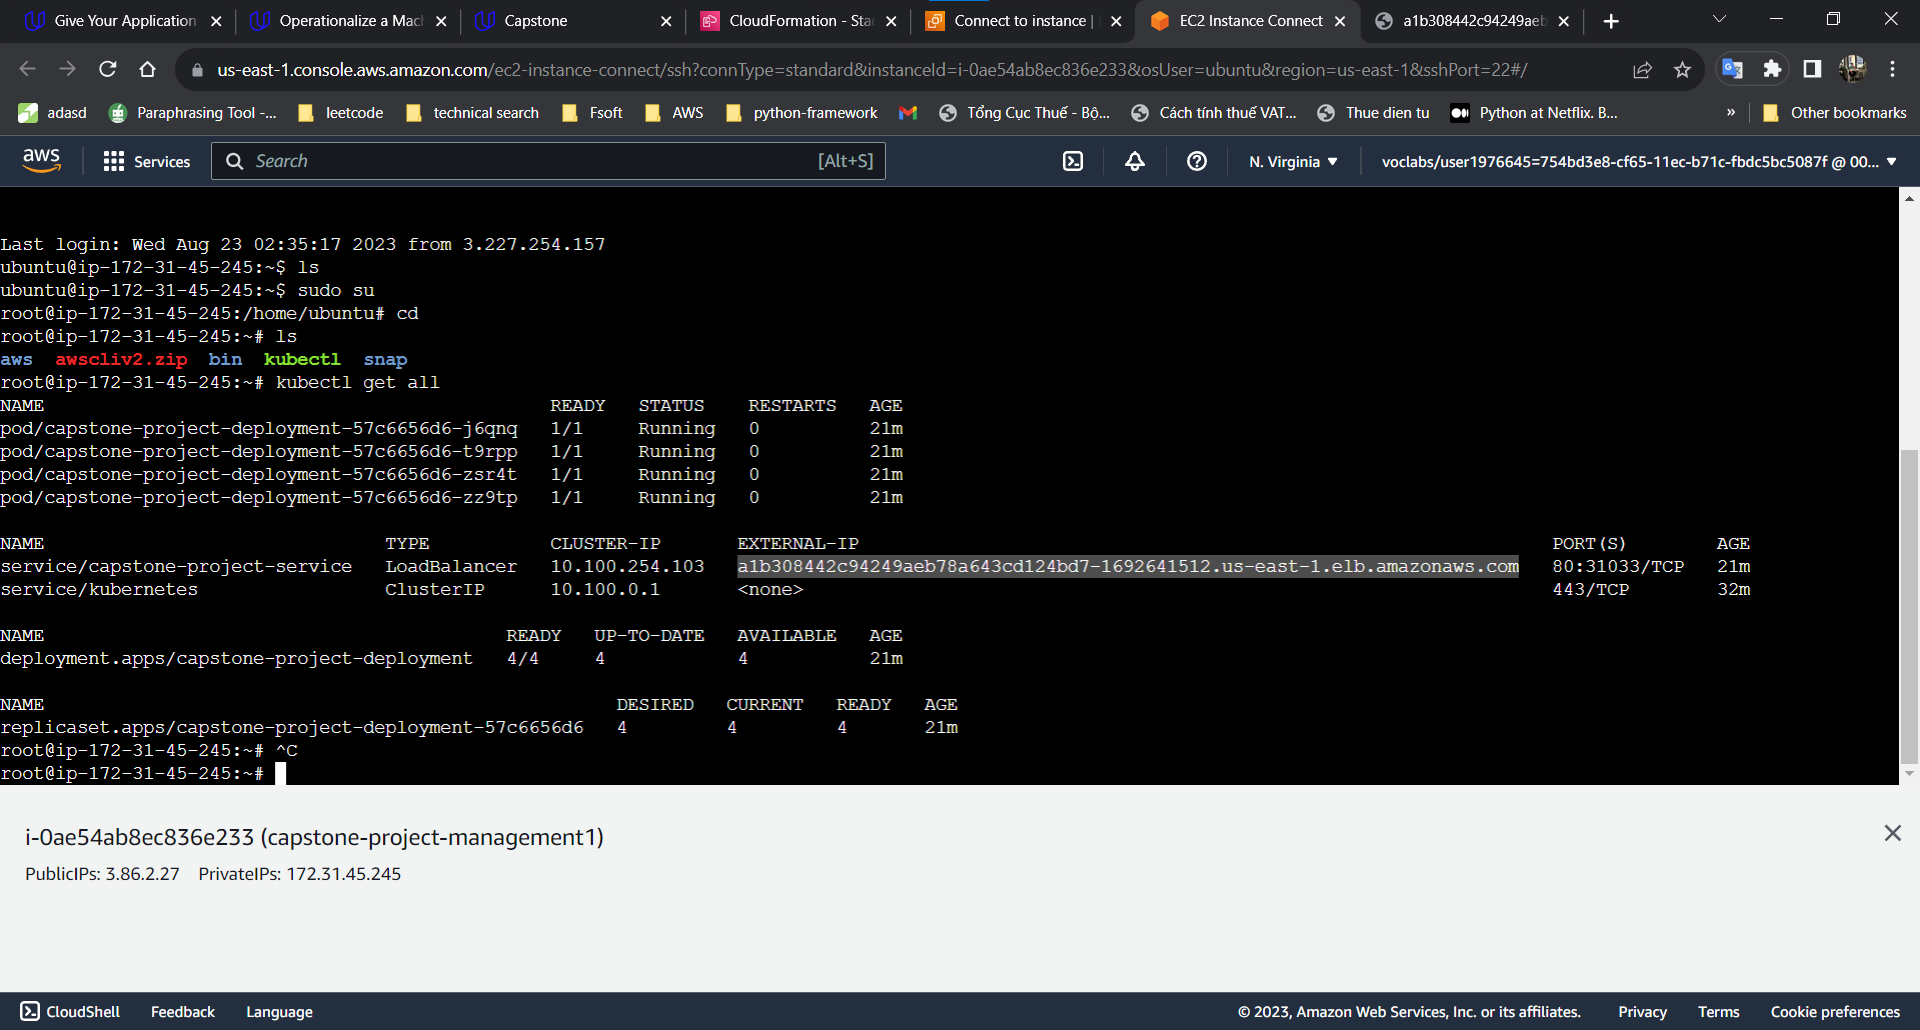 Give Your Application
Operationalize a Mach
Capstone
CloudFormation - Stac
Connect to instance |
EC2 Instance Connect
a1b308442c94249aeb
us-east-1.console.aws.amazon.com/ec2-instance-connect/ssh?connType=standard&instanceId=i-0ae54ab8ec836e233&osUser=ubuntu&region=us-east-1&sshPort=22#/
adasd
Paraphrasing Tool -...
leetcode
technical search
Fsoft
AWS
python-framework
Tổng Cục Thuế - Bộ...
Cách tính thuế VAT...
Thue dien tu
Python at Netflix. B...
»
Other bookmarks
aws
Services
Search
[Alt+S]
N. Virginia
voclabs/user1976645=754bd3e8-cf65-11ec-b71c-fbdc5bc5087f @ 00...
Last login: Wed Aug 23 02:35:17 2023 from 3.227.254.157
ubuntu@ip-172-31-45-245:~$ ls
ubuntu@ip-172-31-45-245:~$ sudo su
root@ip-172-31-45-245:/home/ubuntu# cd
root@ip-172-31-45-245:~# ls
aws  awscliv2.zip  bin  kubectl  snap
root@ip-172-31-45-245:~# kubectl get all
NAME READY STATUS RESTARTS AGE
pod/capstone-project-deployment-57c6656d6-j6qnq 1/1 Running 0 21m
pod/capstone-project-deployment-57c6656d6-t9rpp 1/1 Running 0 21m
pod/capstone-project-deployment-57c6656d6-zsr4t 1/1 Running 0 21m
pod/capstone-project-deployment-57c6656d6-zz9tp 1/1 Running 0 21m
NAME TYPE CLUSTER-IP EXTERNAL-IP PORT(S) AGE
service/capstone-project-service LoadBalancer 10.100.254.103 a1b308442c94249aeb78a643cd124bd7-1692641512.us-east-1.elb.amazonaws.com 80:31033/TCP 21m
service/kubernetes ClusterIP 10.100.0.1 <none> 443/TCP 32m
NAME READY UP-TO-DATE AVAILABLE AGE
deployment.apps/capstone-project-deployment 4/4 4 4 21m
NAME DESIRED CURRENT READY AGE
replicaset.apps/capstone-project-deployment-57c6656d6 4 4 4 21m
root@ip-172-31-45-245:~# ^C
root@ip-172-31-45-245:~#
i-0ae54ab8ec836e233 (capstone-project-management1)
PublicIPs: 3.86.2.27 PrivateIPs: 172.31.45.245
CloudShell
Feedback
Language
© 2023, Amazon Web Services, Inc. or its affiliates.
Privacy
Terms
Cookie preferences